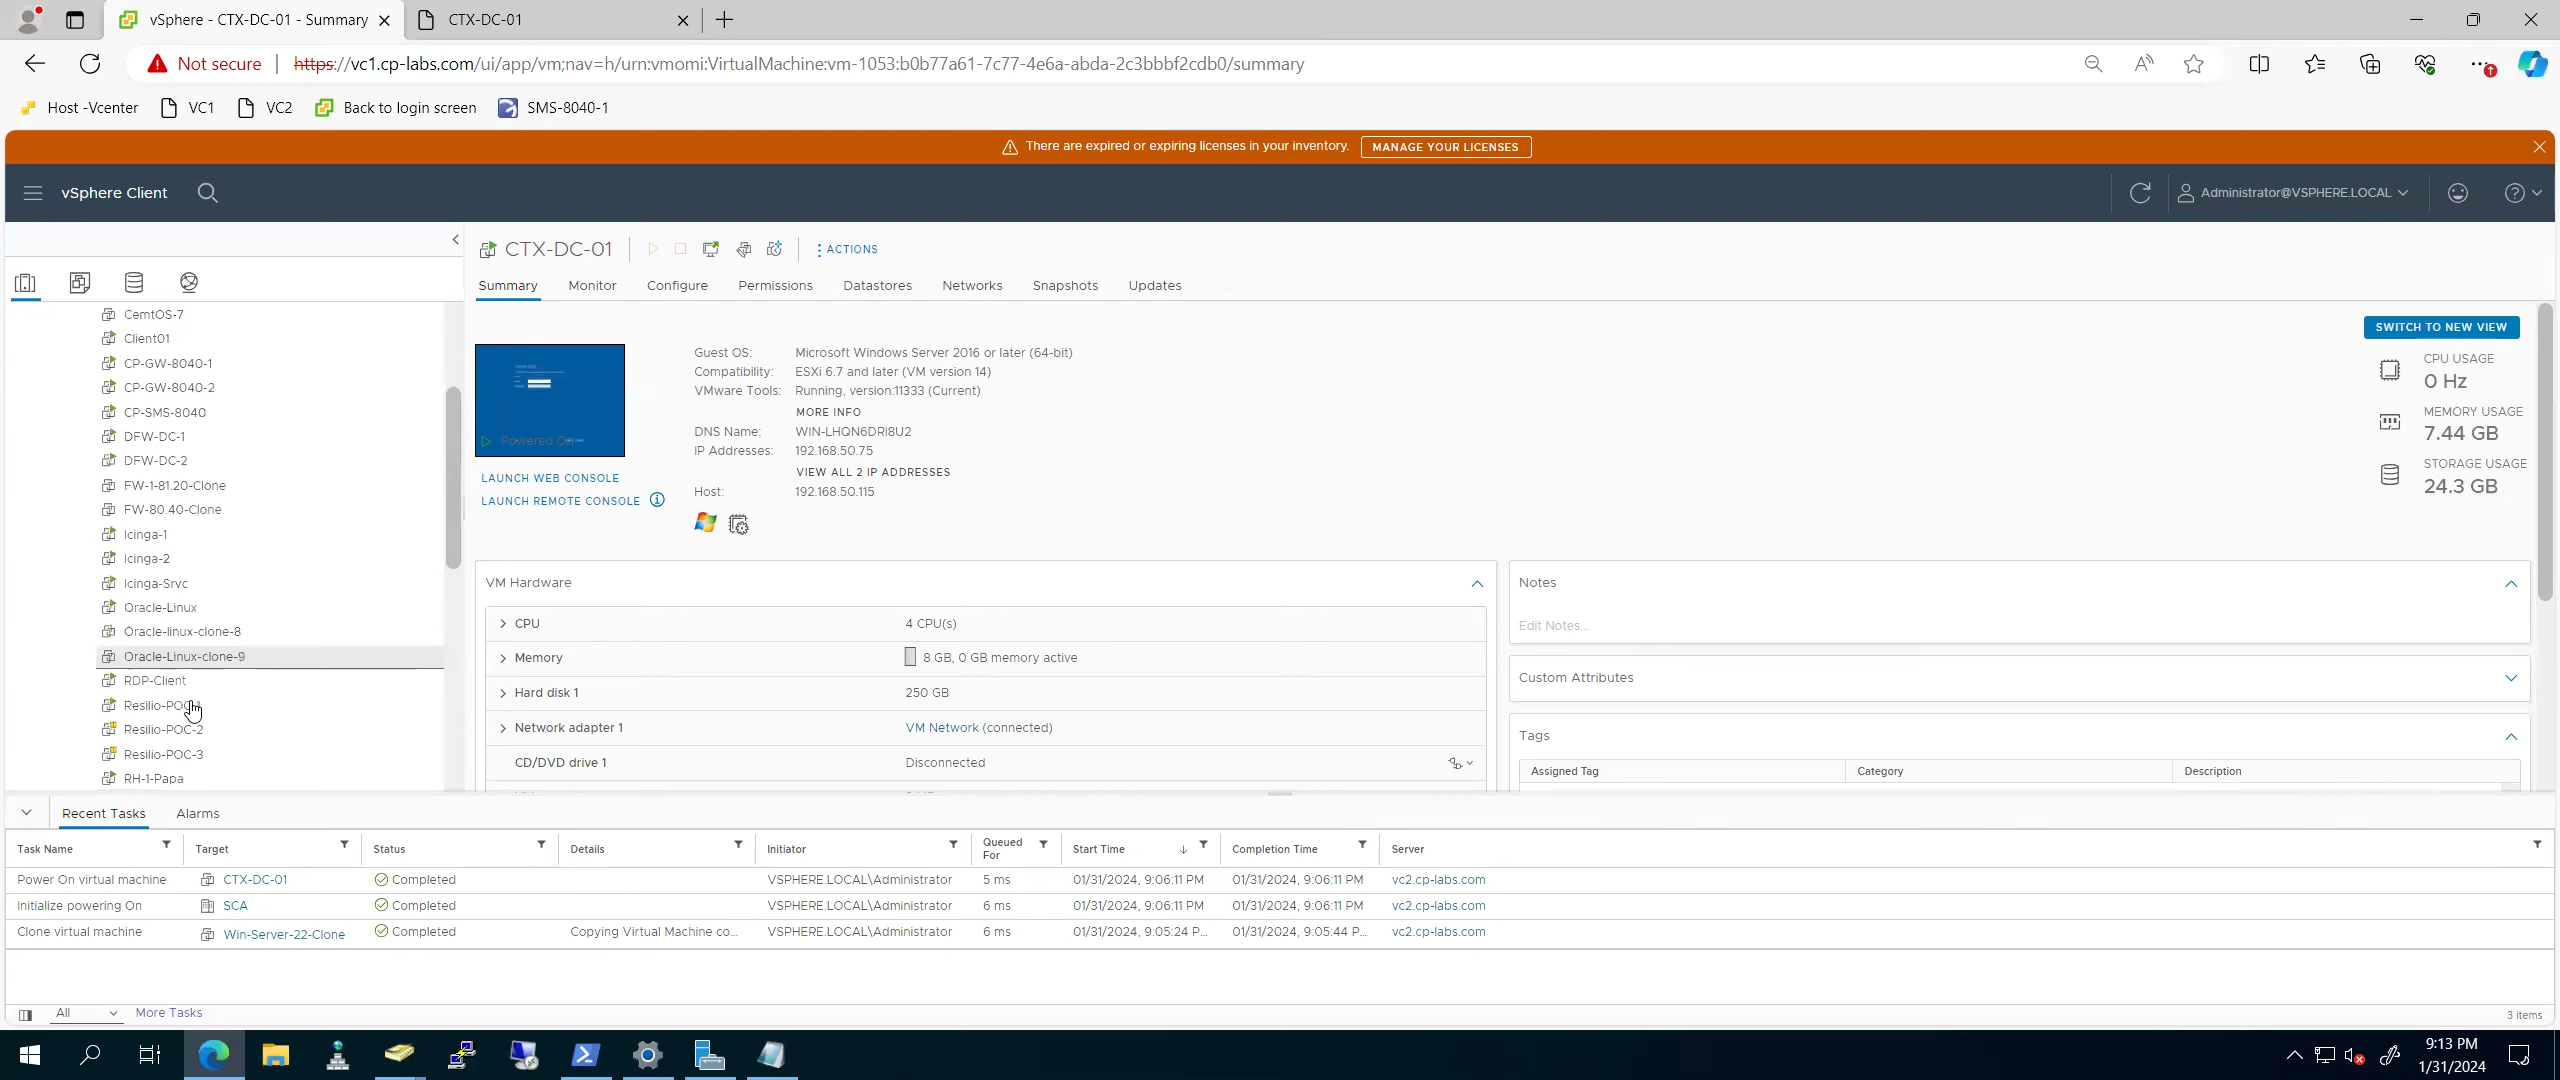 vSphere - CTX-DC-01 - Summary
CTX-DC-01
Not secure
https://vc1.cp-labs.com/ui/app/vm;nav=h/urn:vmomi:VirtualMachine:vm-1053:b0b77a61-7c77-4e6a-abda-2c3bbbf2cdb0/summary
Host -Vcenter VC1 VC2 Back to login screen SMS-8040-1
There are expired or expiring licenses in your inventory. MANAGE YOUR LICENSES
vSphere Client
Administrator@VSPHERE.LOCAL
CTX-DC-01
ACTIONS
Summary Monitor Configure Permissions Datastores Networks Snapshots Updates
CemtOS-7
Client01
CP-GW-8040-1
CP-GW-8040-2
CP-SMS-8040
DFW-DC-1
DFW-DC-2
FW-1-81.20-Clone
FW-80.40-Clone
Icinga-1
Icinga-2
Icinga-Srvc
Oracle-Linux
Oracle-linux-clone-8
Oracle-Linux-clone-9
RDP-Client
Resilio-POC-1
Resilio-POC-2
Resilio-POC-3
RH-1-Papa
Powered On
LAUNCH WEB CONSOLE
LAUNCH REMOTE CONSOLE
Guest OS: Microsoft Windows Server 2016 or later (64-bit)
Compatibility: ESXi 6.7 and later (VM version 14)
VMware Tools: Running, version:11333 (Current)
MORE INFO
DNS Name: WIN-LHQN6DRI8U2
IP Addresses: 192.168.50.75
VIEW ALL 2 IP ADDRESSES
Host: 192.168.50.115
SWITCH TO NEW VIEW
CPU USAGE
0 Hz
MEMORY USAGE
7.44 GB
STORAGE USAGE
24.3 GB
VM Hardware
CPU 4 CPU(s)
Memory 8 GB, 0 GB memory active
Hard disk 1 250 GB
Network adapter 1 VM Network (connected)
CD/DVD drive 1 Disconnected
Notes
Edit Notes...
Custom Attributes
Tags
Assigned Tag Category Description
Recent Tasks Alarms
Task Name Target Status Details Initiator Queued For Start Time Completion Time Server
Power On virtual machine CTX-DC-01 Completed VSPHERE.LOCAL\Administrator 5 ms 01/31/2024, 9:06:11 PM 01/31/2024, 9:06:11 PM vc2.cp-labs.com
Initialize powering On SCA Completed VSPHERE.LOCAL\Administrator 6 ms 01/31/2024, 9:06:11 PM 01/31/2024, 9:06:11 PM vc2.cp-labs.com
Clone virtual machine Win-Server-22-Clone Completed Copying Virtual Machine co... VSPHERE.LOCAL\Administrator 6 ms 01/31/2024, 9:05:24 P... 01/31/2024, 9:05:44 P... vc2.cp-labs.com
All More Tasks
3 items
9:13 PM
1/31/2024